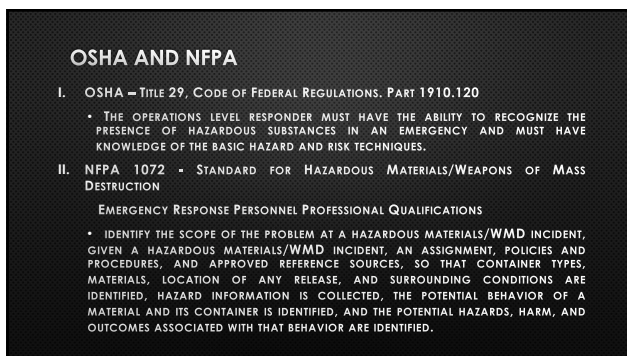 OSHA AND NFPA
I. OSHA – TITLE 29, CODE OF FEDERAL REGULATIONS. PART 1910.120
• THE OPERATIONS LEVEL RESPONDER MUST HAVE THE ABILITY TO RECOGNIZE THE
PRESENCE OF HAZARDOUS SUBSTANCES IN AN EMERGENCY AND MUST HAVE
KNOWLEDGE OF THE BASIC HAZARD AND RISK TECHNIQUES.
II. NFPA 1072 - STANDARD FOR HAZARDOUS MATERIALS/WEAPONS OF MASS
DESTRUCTION
EMERGENCY RESPONSE PERSONNEL PROFESSIONAL QUALIFICATIONS
• IDENTIFY THE SCOPE OF THE PROBLEM AT A HAZARDOUS MATERIALS/WMD INCIDENT,
GIVEN A HAZARDOUS MATERIALS/WMD INCIDENT, AN ASSIGNMENT, POLICIES AND
PROCEDURES, AND APPROVED REFERENCE SOURCES, SO THAT CONTAINER TYPES,
MATERIALS, LOCATION OF ANY RELEASE, AND SURROUNDING CONDITIONS ARE
IDENTIFIED, HAZARD INFORMATION IS COLLECTED, THE POTENTIAL BEHAVIOR OF A
MATERIAL AND ITS CONTAINER IS IDENTIFIED, AND THE POTENTIAL HAZARDS, HARM, AND
OUTCOMES ASSOCIATED WITH THAT BEHAVIOR ARE IDENTIFIED.